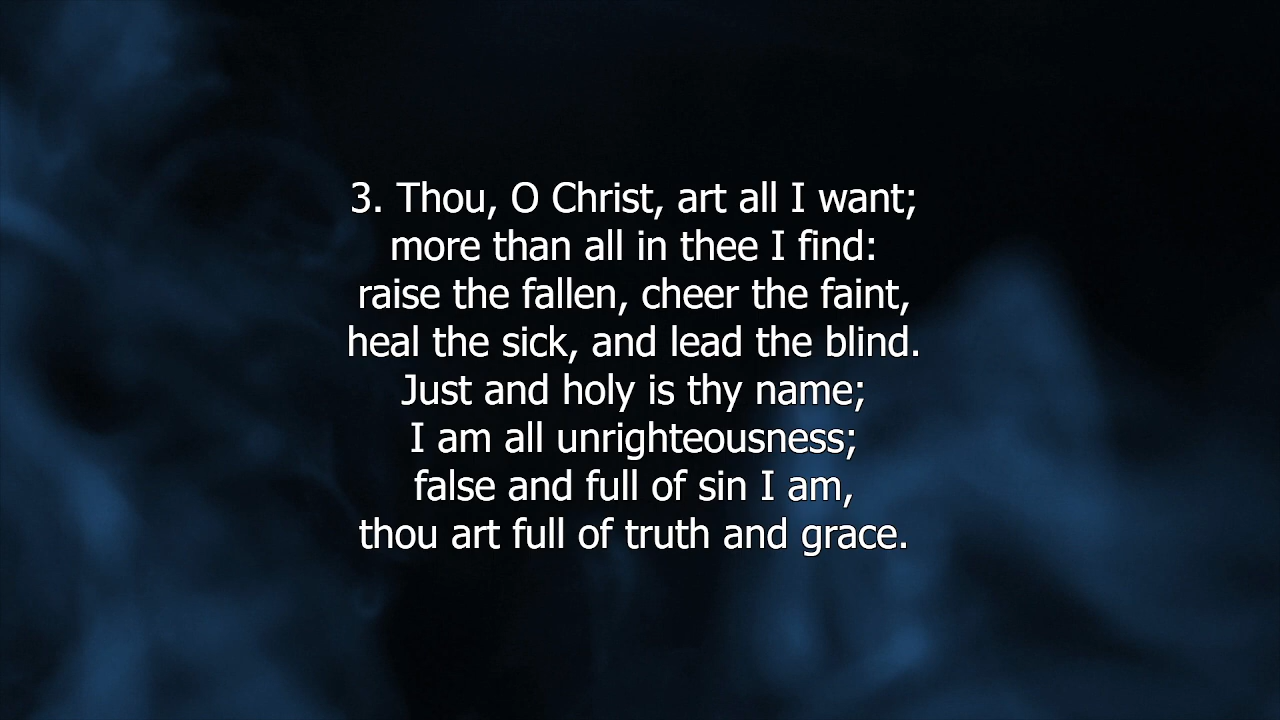 3. Thou, O Christ, art all I want;
more than all in thee I find:
raise the fallen, cheer the faint,
heal the sick, and lead the blind.
Just and holy is thy name;
I am all unrighteousness;
false and full of sin I am,
thou art full of truth and grace.